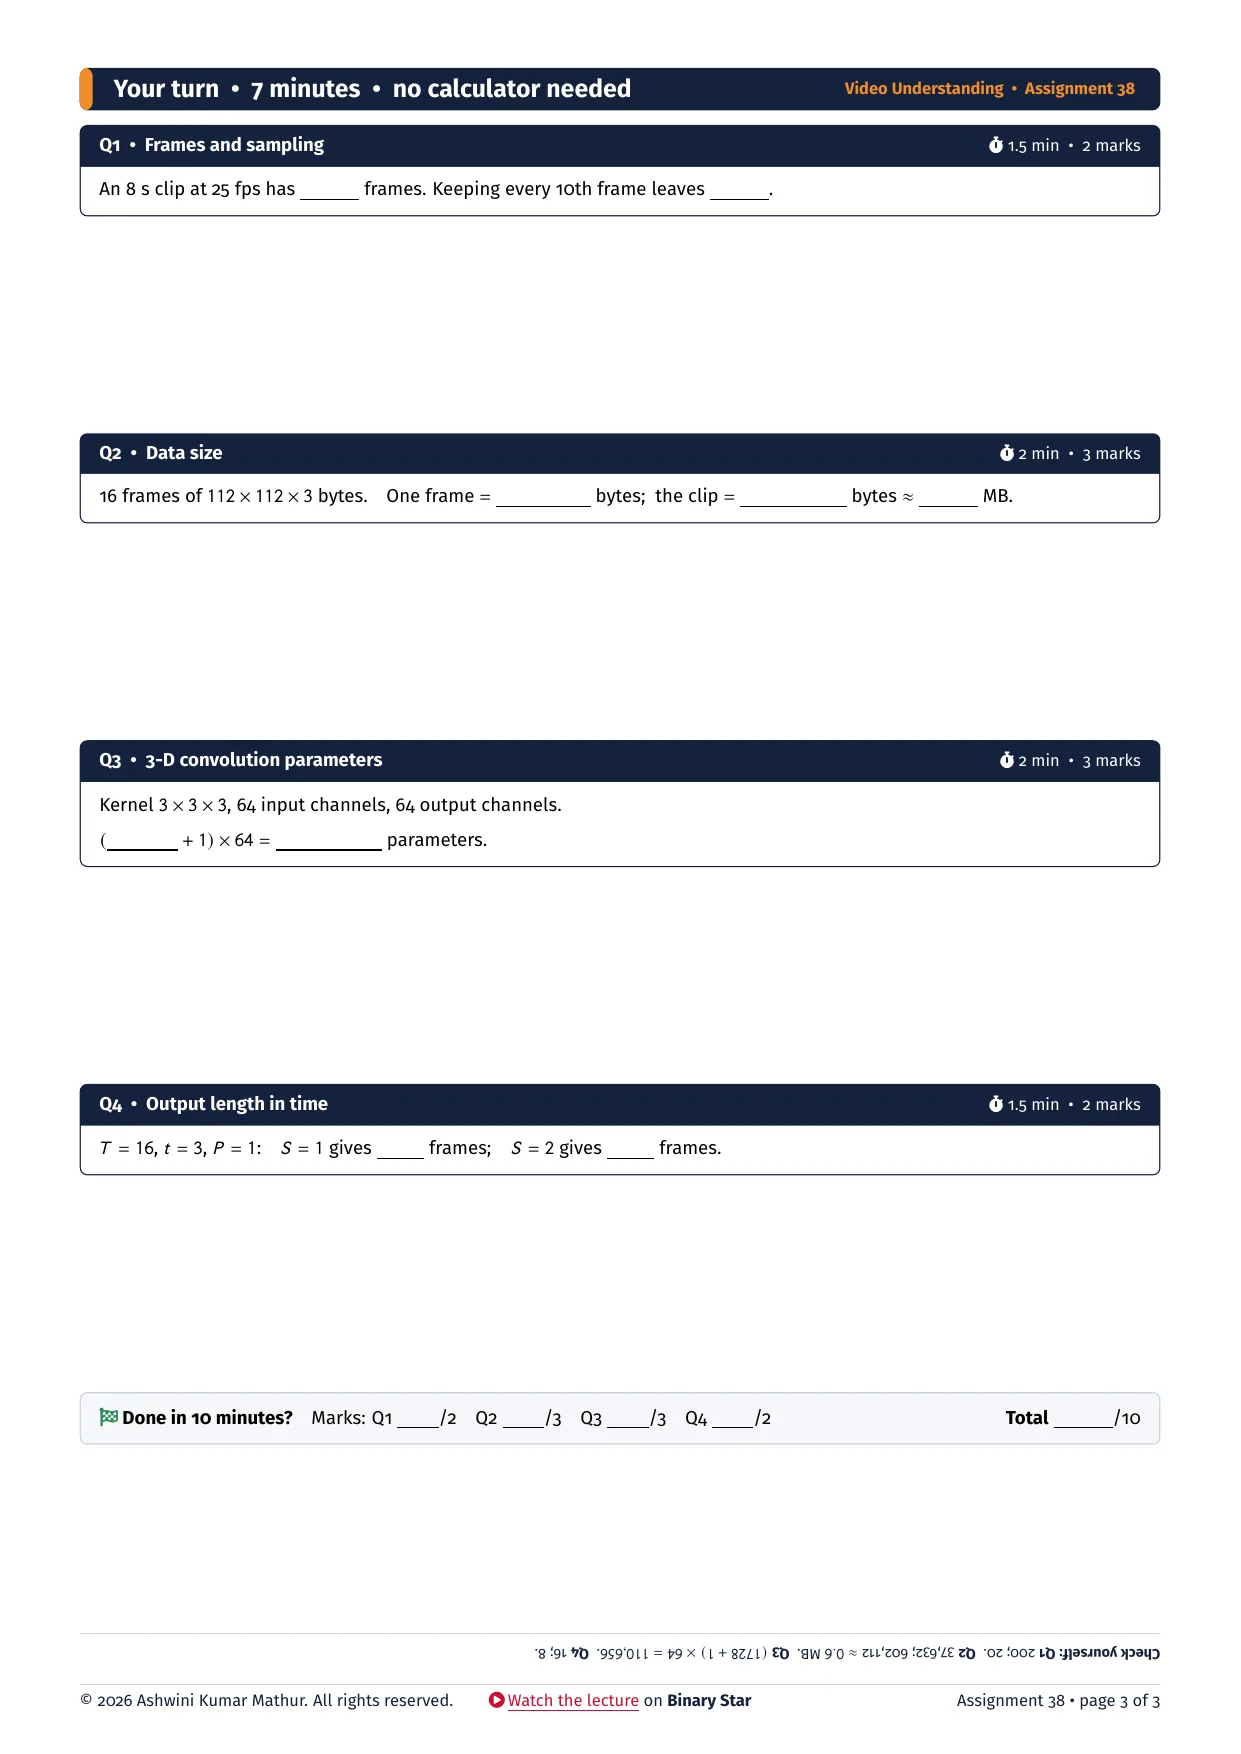 Your turn • 7 minutes • no calculator needed
Video Understanding • Assignment 38
Q1 • Frames and sampling
1.5 min • 2 marks
An 8 s clip at 25 fps has ______ frames. Keeping every 10th frame leaves ______.
Q2 • Data size
2 min • 3 marks
16 frames of 112 × 112 × 3 bytes. One frame = ______ bytes; the clip = ______ bytes ≈ ______ MB.
Q3 • 3-D convolution parameters
2 min • 3 marks
Kernel 3 × 3 × 3, 64 input channels, 64 output channels.
(______ + 1) × 64 = ______ parameters.
Q4 • Output length in time
1.5 min • 2 marks
T = 16, t = 3, P = 1: S = 1 gives ____ frames; S = 2 gives ____ frames.
Done in 10 minutes? Marks: Q1 ____/2 Q2 ____/3 Q3 ____/3 Q4 ____/2
Total ______/10
Check yourself: Q1 200; 20. Q2 37,632; 602,112 ≈ 0.6 MB. Q3 (1728 + 1) × 64 = 110,656. Q4 16; 8.
© 2026 Ashwini Kumar Mathur. All rights reserved.
Watch the lecture on Binary Star
Assignment 38 • page 3 of 3